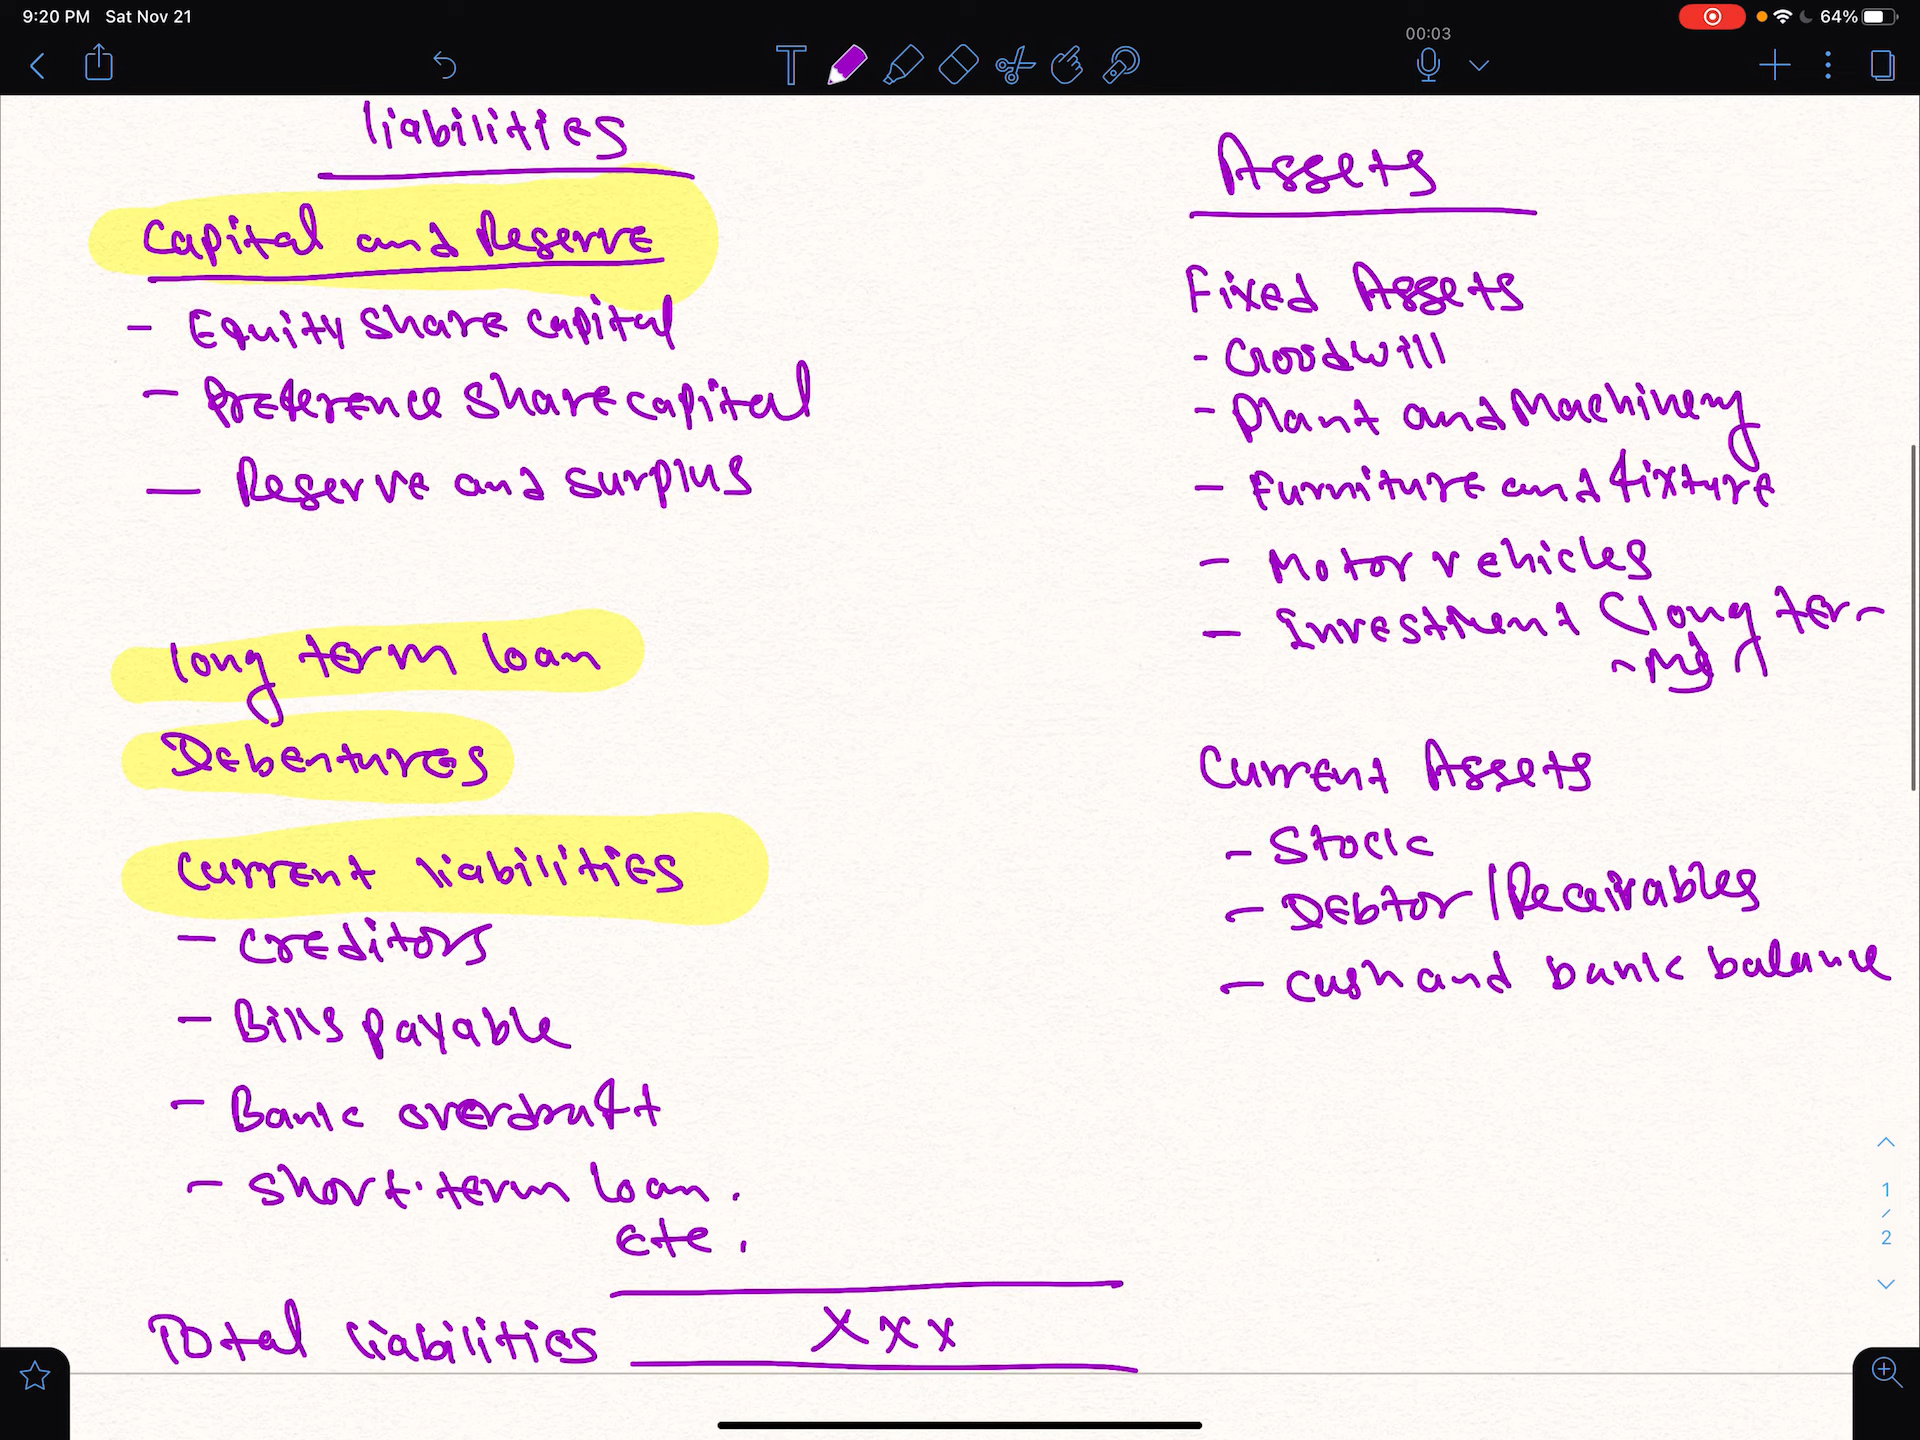 9:20 PM Sat Nov 21
64%
00:03
liabilities
Capital and Reserve
- Equity share capital
- Preference share capital
- Reserve and surplus
long term loan
Debentures
Current liabilities
- Creditors
- Bills payable
- Bank overdraft
- Short-term loan.
etc.
Total liabilities XXX
Assets
Fixed Assets
- Goodwill
- Plant and Machinery
- Furniture and fixture
- Motor vehicles
- Investment (long ter-
Current Assets
- Stock
- Debtor/Receivables
- Cash and bank balance
1
/
2